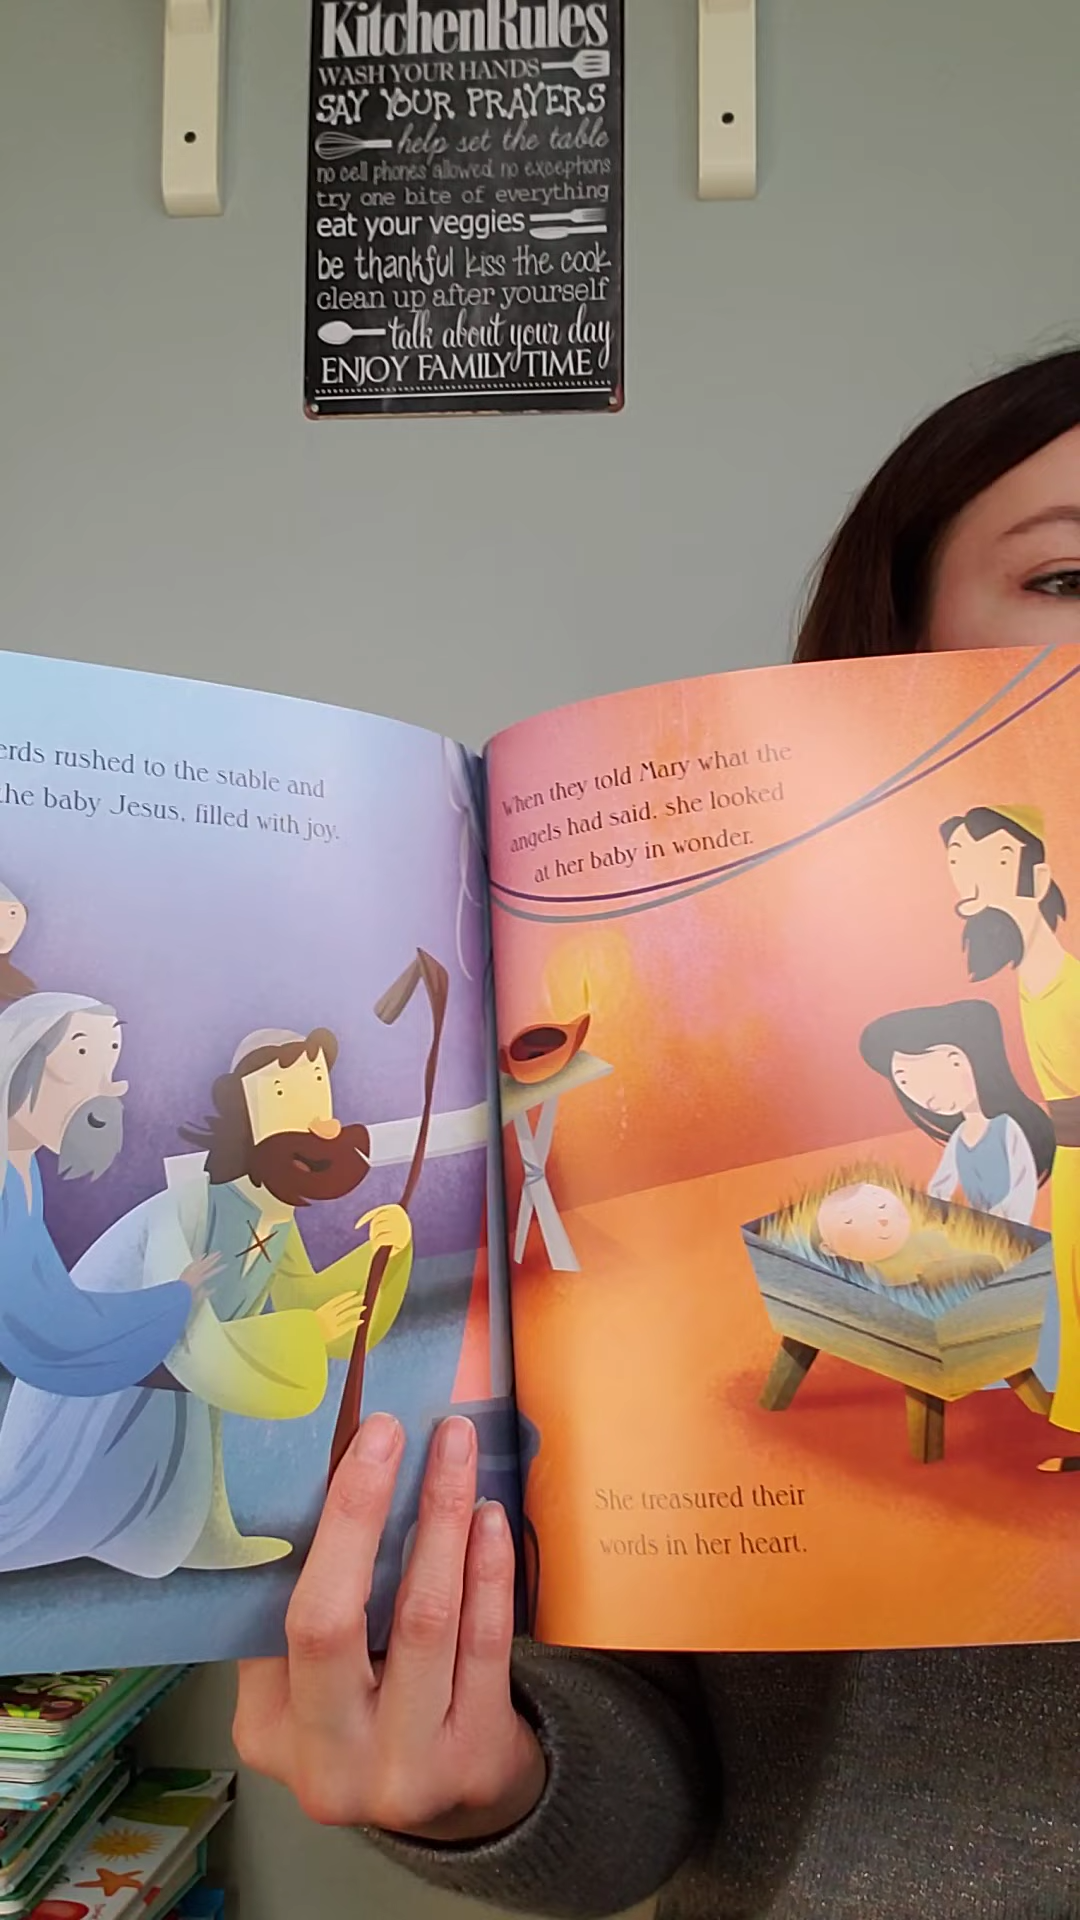 KitchenRules
WASH YOUR HANDS
SAY YOUR PRAYERS
help set the table
no cell phones allowed no exceptions
try one bite of everything
eat your veggies
be thankful kiss the cook
clean up after yourself
talk about your day
ENJOY FAMILY TIME
rushed to the stable and
the baby Jesus, filled with joy.
When they told Mary what the
angels had said, she looked
at her baby in wonder.
She treasured their
words in her heart.